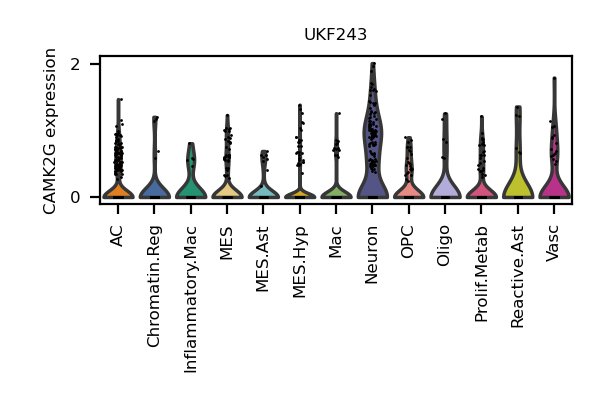 UKF243
CAMK2G expression
2
0
AC
Chromatin.Reg
Inflammatory.Mac
MES
MES.Ast
MES.Hyp
Mac
Neuron
OPC
Oligo
Prolif.Metab
Reactive.Ast
Vasc